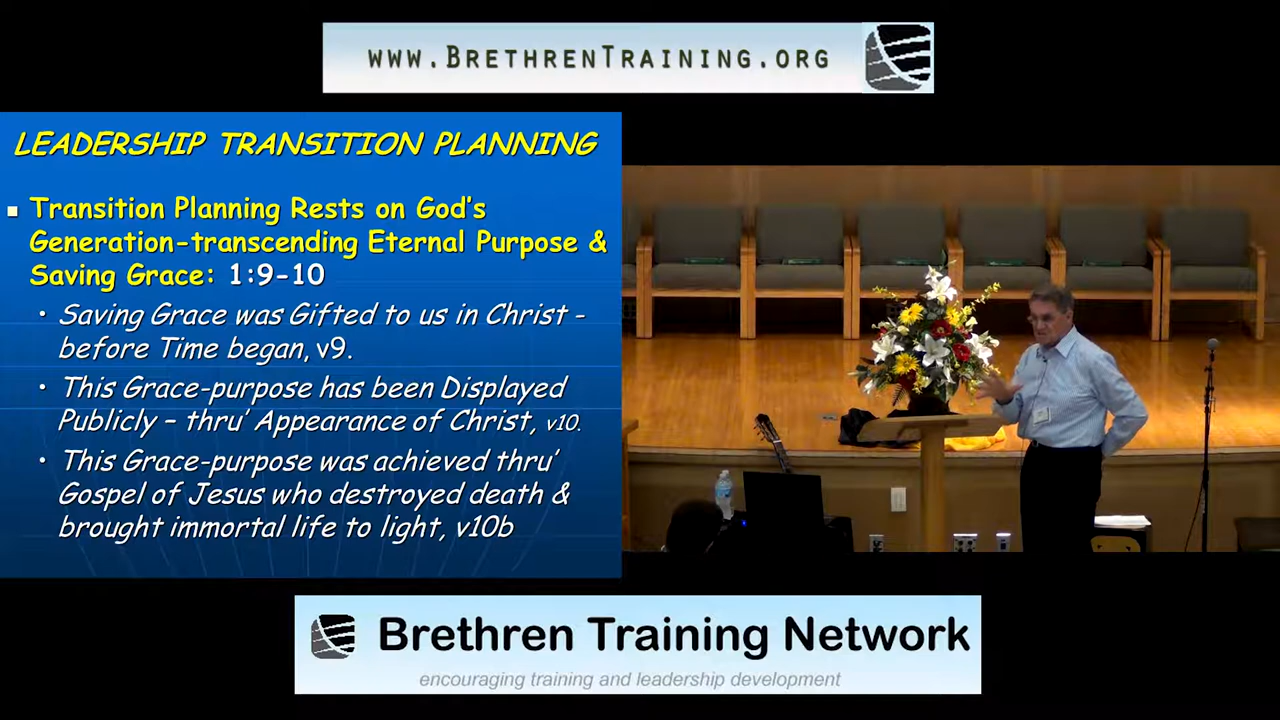 www.BrethrenTraining.org
LEADERSHIP TRANSITION PLANNING
Transition Planning Rests on God's
Generation-transcending Eternal Purpose &
Saving Grace: 1:9-10
• Saving Grace was Gifted to us in Christ -
before Time began, v9.
• This Grace-purpose has been Displayed
Publicly – thru' Appearance of Christ, v10.
• This Grace-purpose was achieved thru'
Gospel of Jesus who destroyed death &
brought immortal life to light, v10b
Brethren Training Network
encouraging training and leadership development